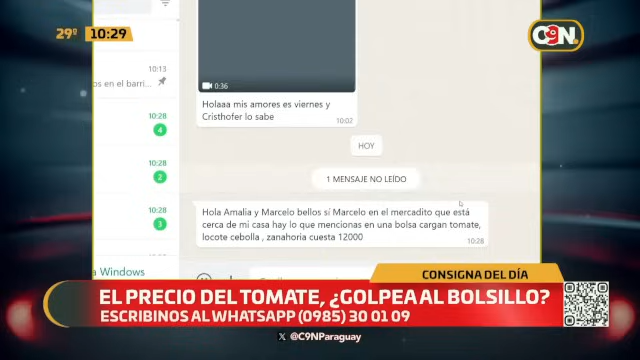 29º 10:29
C9N
10:13
os en el barri...
10:28
4
10:28
2
10:28
3
a Windows
0:36
Holaaa mis amores es viernes y
Cristhofer lo sabe
10:02
HOY
1 MENSAJE NO LEÍDO
Hola Amalia y Marcelo bellos sí Marcelo en el mercadito que está
cerca de mi casa hay lo que mencionas en una bolsa cargan tomate,
locote cebolla , zanahoria cuesta 12000
10:28
CONSIGNA DEL DÍA
EL PRECIO DEL TOMATE, ¿GOLPEA AL BOLSILLO?
ESCRIBINOS AL WHATSAPP (0985) 30 01 09
X @C9NParaguay